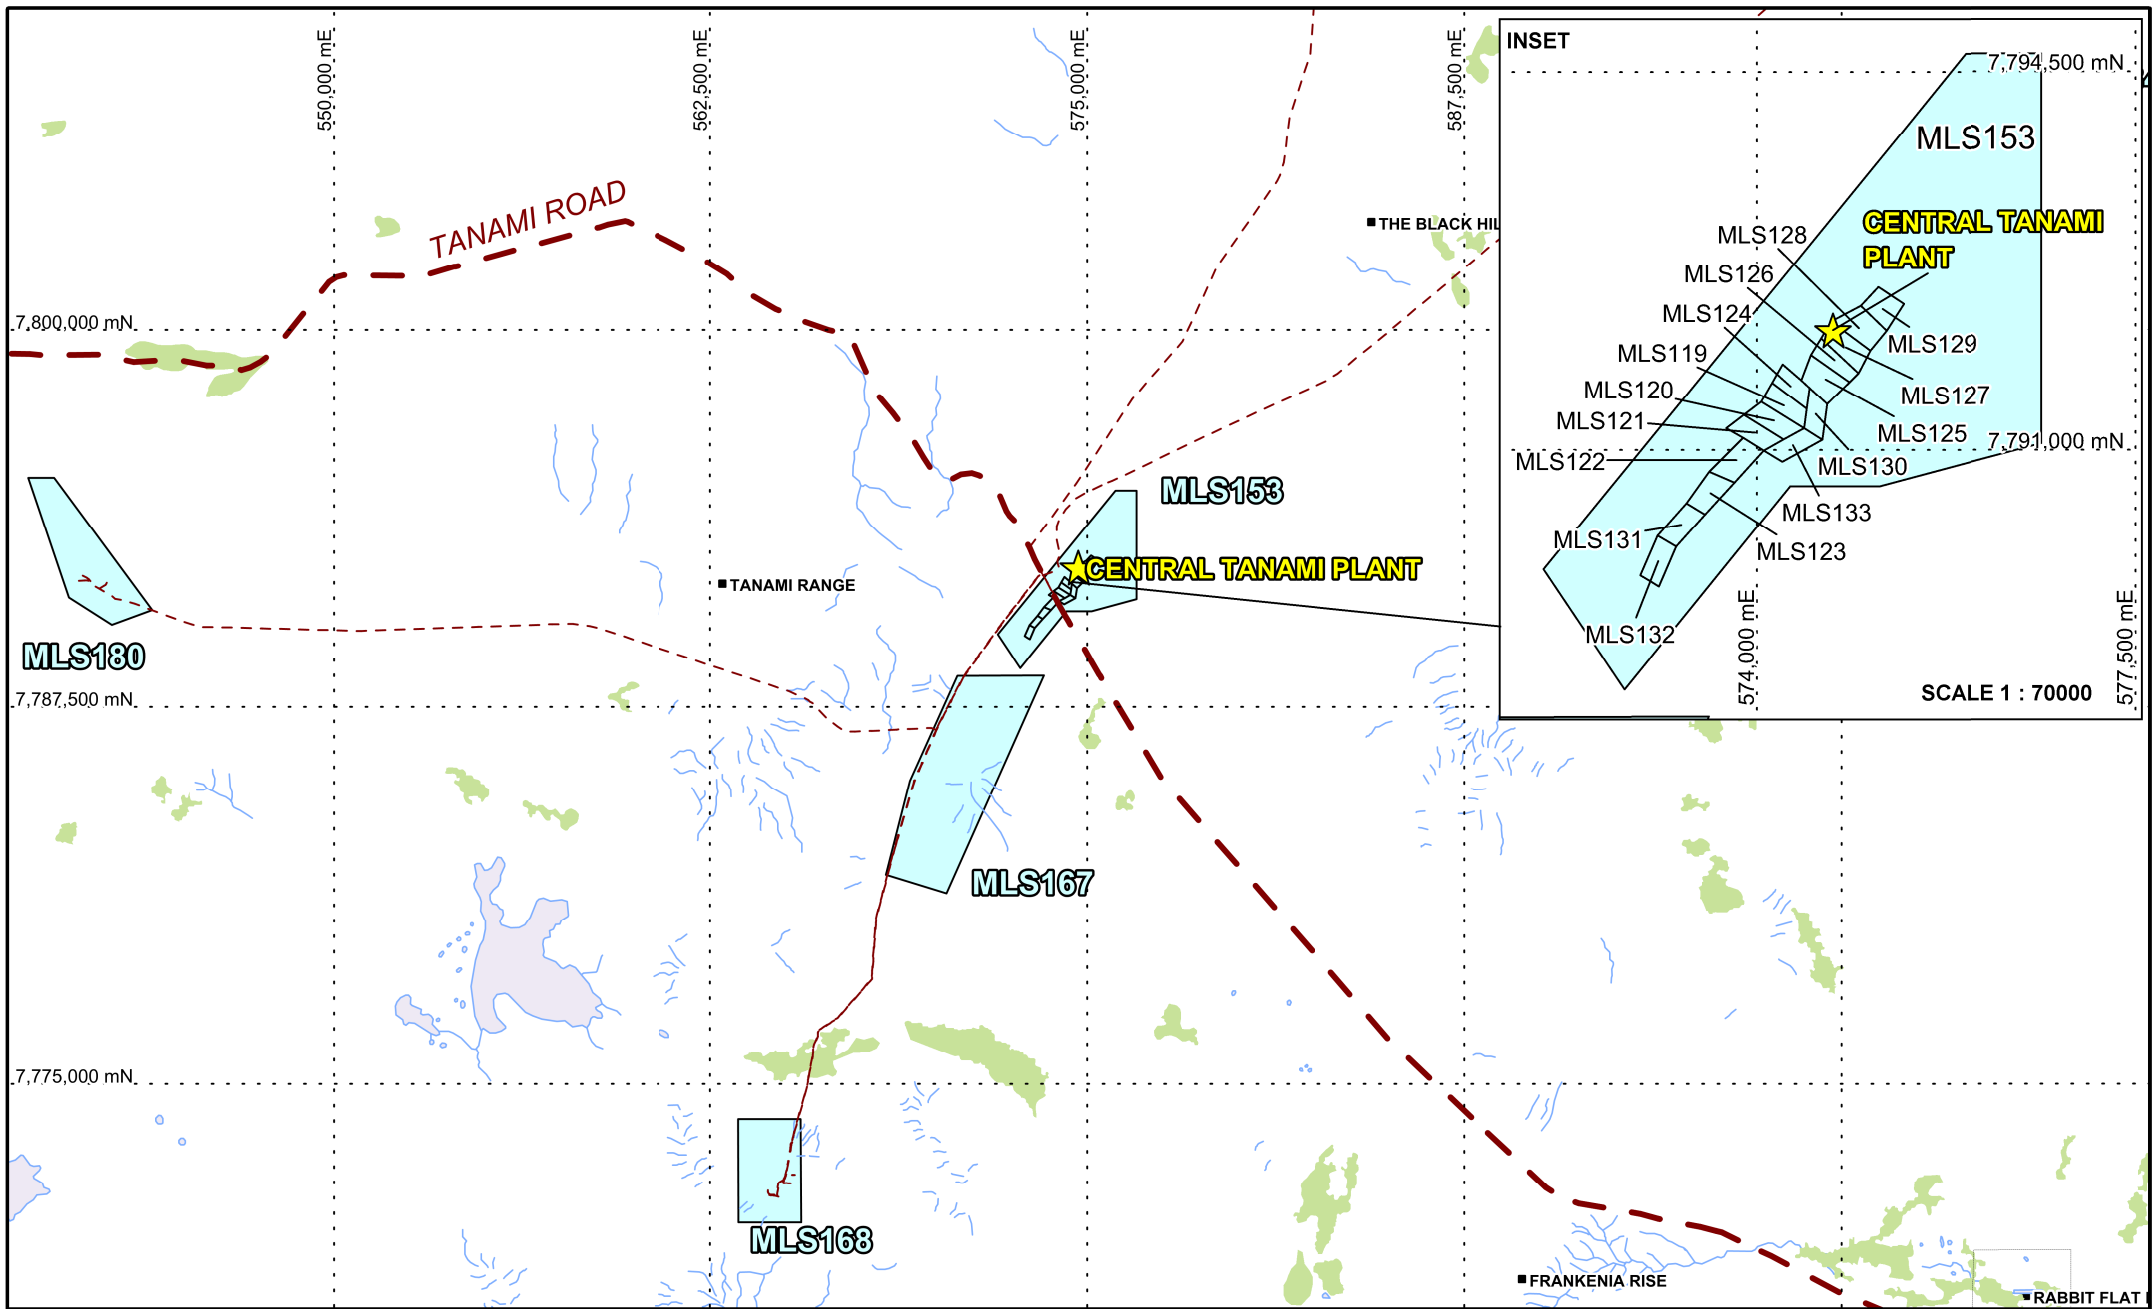 550,000 mE
562,500 mE
575,000 mE
587,500 mE
INSET
7,794,500 mN
MLS153
CENTRAL TANAMI
PLANT
MLS128
MLS126
MLS124
MLS119
MLS120
MLS121
MLS122
MLS129
MLS127
MLS125
7,791,000 mN
MLS130
MLS133
MLS123
MLS131
MLS132
574,000 mE
577,500 mE
SCALE 1 : 70000
TANAMI ROAD
THE BLACK HIL
7,800,000 mN
MLS153
CENTRAL TANAMI PLANT
TANAMI RANGE
MLS180
7,787,500 mN
MLS167
7,775,000 mN
MLS168
FRANKENIA RISE
RABBIT FLAT